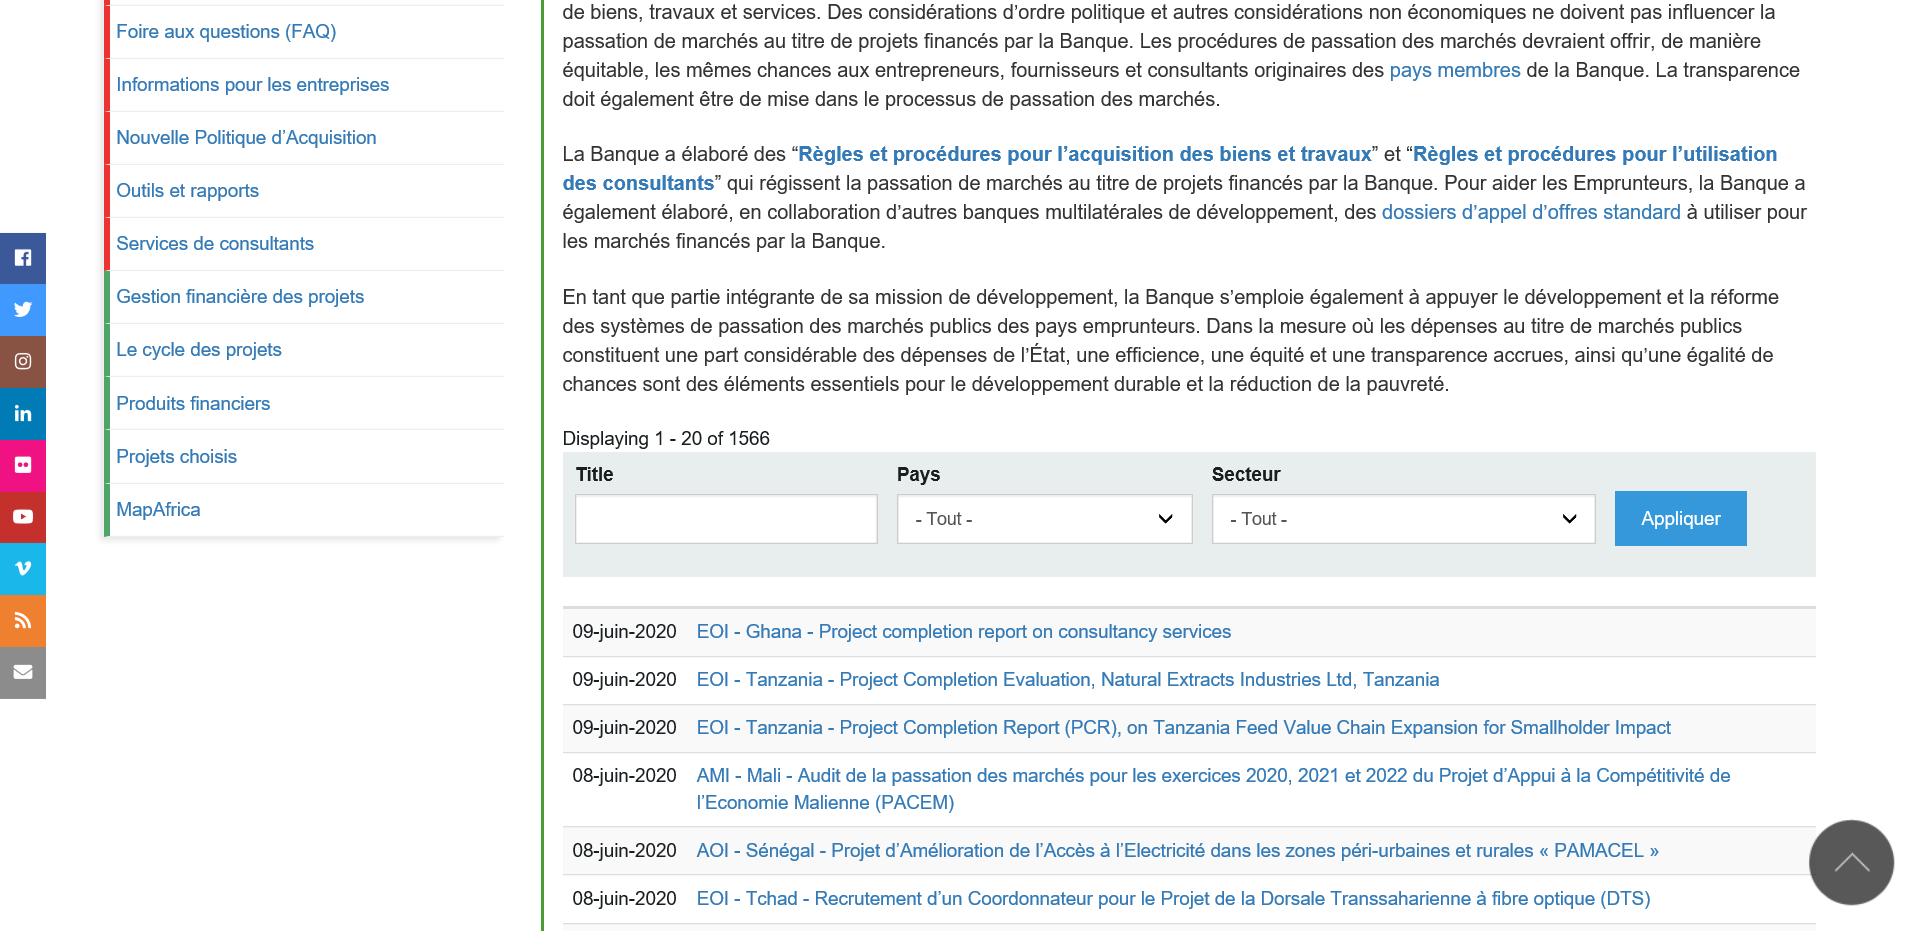 Foire aux questions (FAQ)
Informations pour les entreprises
Nouvelle Politique d’Acquisition
Outils et rapports
Services de consultants
Gestion financière des projets
Le cycle des projets
Produits financiers
Projets choisis
MapAfrica
de biens, travaux et services. Des considérations d’ordre politique et autres considérations non économiques ne doivent pas influencer la
passation de marchés au titre de projets financés par la Banque. Les procédures de passation des marchés devraient offrir, de manière
équitable, les mêmes chances aux entrepreneurs, fournisseurs et consultants originaires des pays membres de la Banque. La transparence
doit également être de mise dans le processus de passation des marchés.
La Banque a élaboré des “Règles et procédures pour l’acquisition des biens et travaux” et “Règles et procédures pour l’utilisation
des consultants” qui régissent la passation de marchés au titre de projets financés par la Banque. Pour aider les Emprunteurs, la Banque a
également élaboré, en collaboration d’autres banques multilatérales de développement, des dossiers d’appel d’offres standard à utiliser pour
les marchés financés par la Banque.
En tant que partie intégrante de sa mission de développement, la Banque s’emploie également à appuyer le développement et la réforme
des systèmes de passation des marchés publics des pays emprunteurs. Dans la mesure où les dépenses au titre de marchés publics
constituent une part considérable des dépenses de l’État, une efficience, une équité et une transparence accrues, ainsi qu’une égalité de
chances sont des éléments essentiels pour le développement durable et la réduction de la pauvreté.
Displaying 1 - 20 of 1566
Title Pays Secteur
- Tout - - Tout - Appliquer
09-juin-2020 EOI - Ghana - Project completion report on consultancy services
09-juin-2020 EOI - Tanzania - Project Completion Evaluation, Natural Extracts Industries Ltd, Tanzania
09-juin-2020 EOI - Tanzania - Project Completion Report (PCR), on Tanzania Feed Value Chain Expansion for Smallholder Impact
08-juin-2020 AMI - Mali - Audit de la passation des marchés pour les exercices 2020, 2021 et 2022 du Projet d’Appui à la Compétitivité de
l’Economie Malienne (PACEM)
08-juin-2020 AOI - Sénégal - Projet d’Amélioration de l’Accès à l’Electricité dans les zones péri-urbaines et rurales « PAMACEL »
08-juin-2020 EOI - Tchad - Recrutement d’un Coordonnateur pour le Projet de la Dorsale Transsaharienne à fibre optique (DTS)